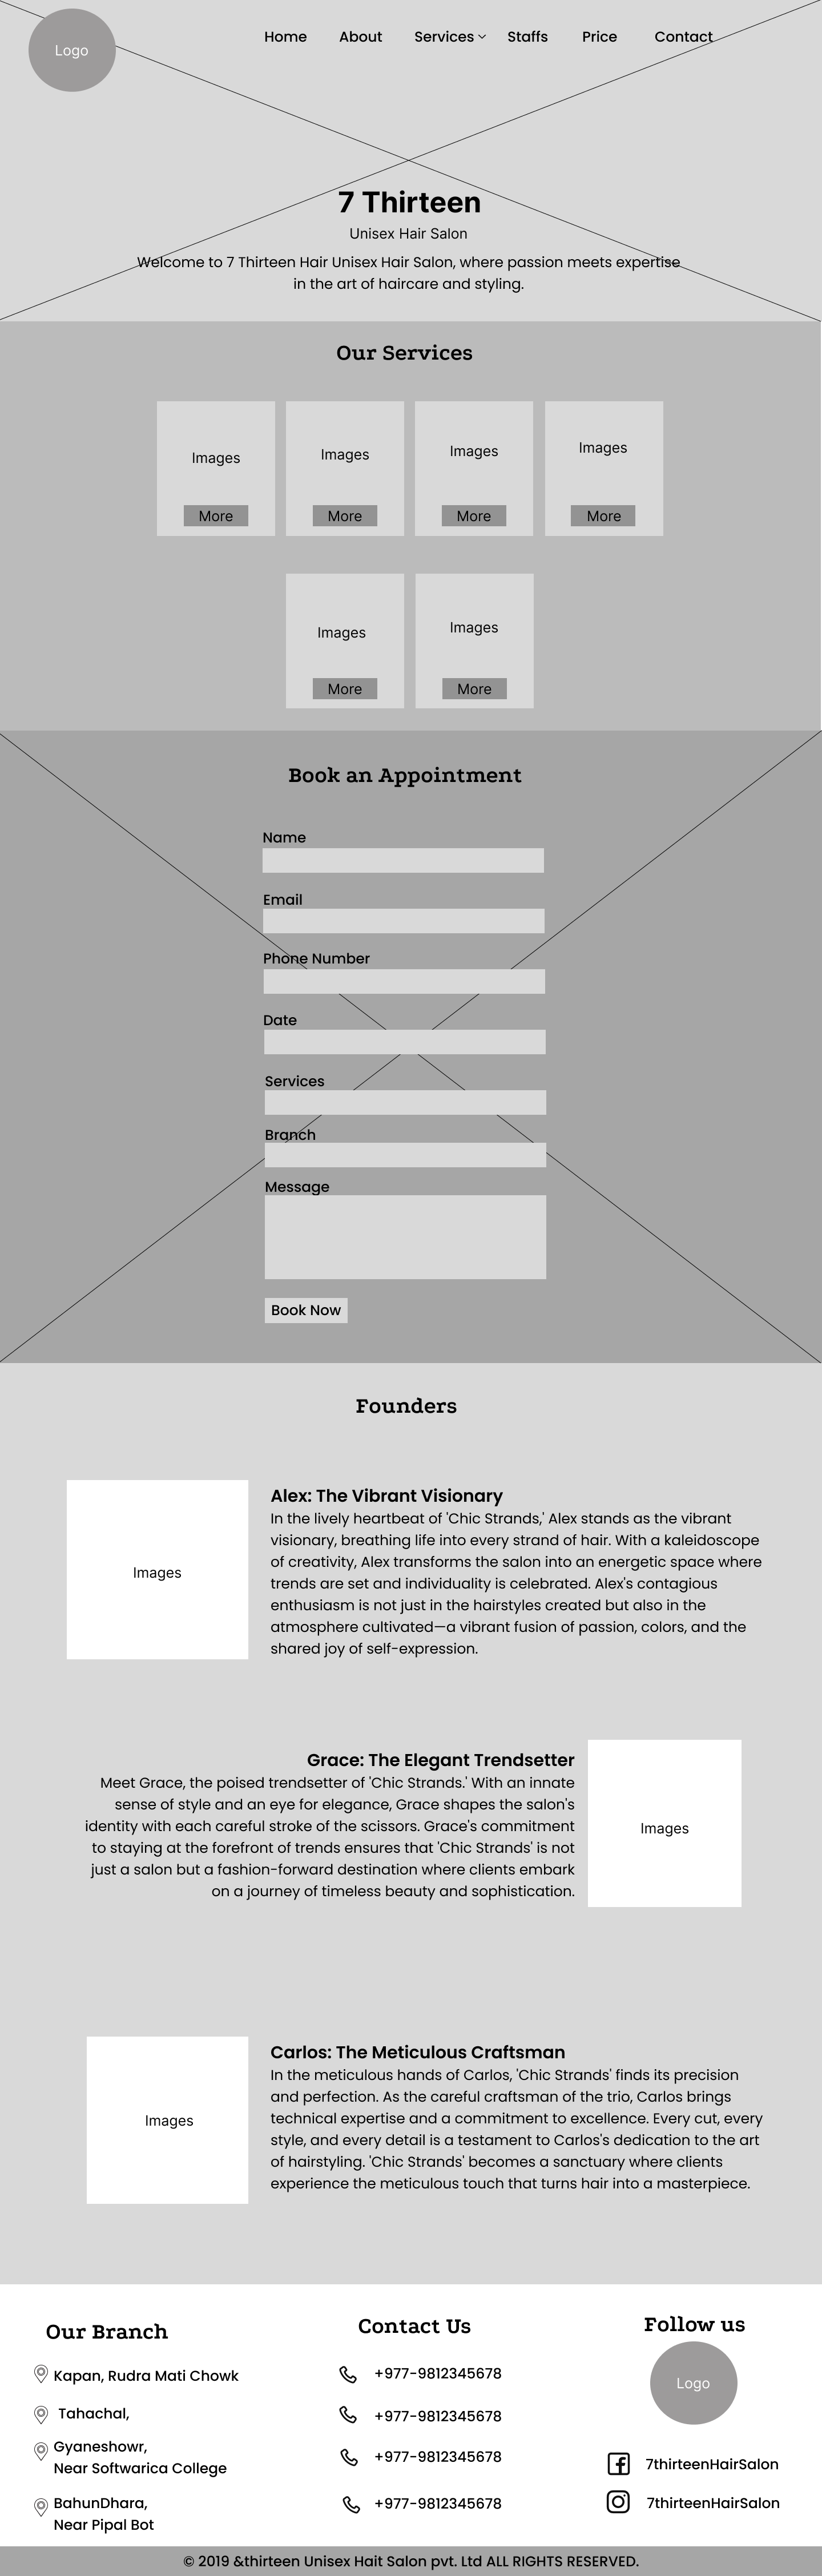 Logo
Home
About
Services
Staffs
Price
Contact
7 Thirteen
Unisex Hair Salon
Welcome to 7 Thirteen Hair Unisex Hair Salon, where passion meets expertise
in the art of haircare and styling.
Our Services
Images
Images
Images
Images
More
More
More
More
Images
Images
More
More
Book an Appointment
Name
Email
Phone Number
Date
Services
Branch
Message
Book Now
Founders
Images
Alex: The Vibrant Visionary
In the lively heartbeat of 'Chic Strands,' Alex stands as the vibrant
visionary, breathing life into every strand of hair. With a kaleidoscope
of creativity, Alex transforms the salon into an energetic space where
trends are set and individuality is celebrated. Alex's contagious
enthusiasm is not just in the hairstyles created but also in the
atmosphere cultivated—a vibrant fusion of passion, colors, and the
shared joy of self-expression.
Grace: The Elegant Trendsetter
Meet Grace, the poised trendsetter of 'Chic Strands.' With an innate
sense of style and an eye for elegance, Grace shapes the salon's
identity with each careful stroke of the scissors. Grace's commitment
to staying at the forefront of trends ensures that 'Chic Strands' is not
just a salon but a fashion-forward destination where clients embark
on a journey of timeless beauty and sophistication.
Images
Images
Carlos: The Meticulous Craftsman
In the meticulous hands of Carlos, 'Chic Strands' finds its precision
and perfection. As the careful craftsman of the trio, Carlos brings
technical expertise and a commitment to excellence. Every cut, every
style, and every detail is a testament to Carlos's dedication to the art
of hairstyling. 'Chic Strands' becomes a sanctuary where clients
experience the meticulous touch that turns hair into a masterpiece.
Our Branch
Kapan, Rudra Mati Chowk
Tahachal,
Gyaneshowr,
Near Softwarica College
BahunDhara,
Near Pipal Bot
Contact Us
+977-9812345678
+977-9812345678
+977-9812345678
+977-9812345678
Follow us
Logo
7thirteenHairSalon
7thirteenHairSalon
© 2019 &thirteen Unisex Hait Salon pvt. Ltd ALL RIGHTS RESERVED.